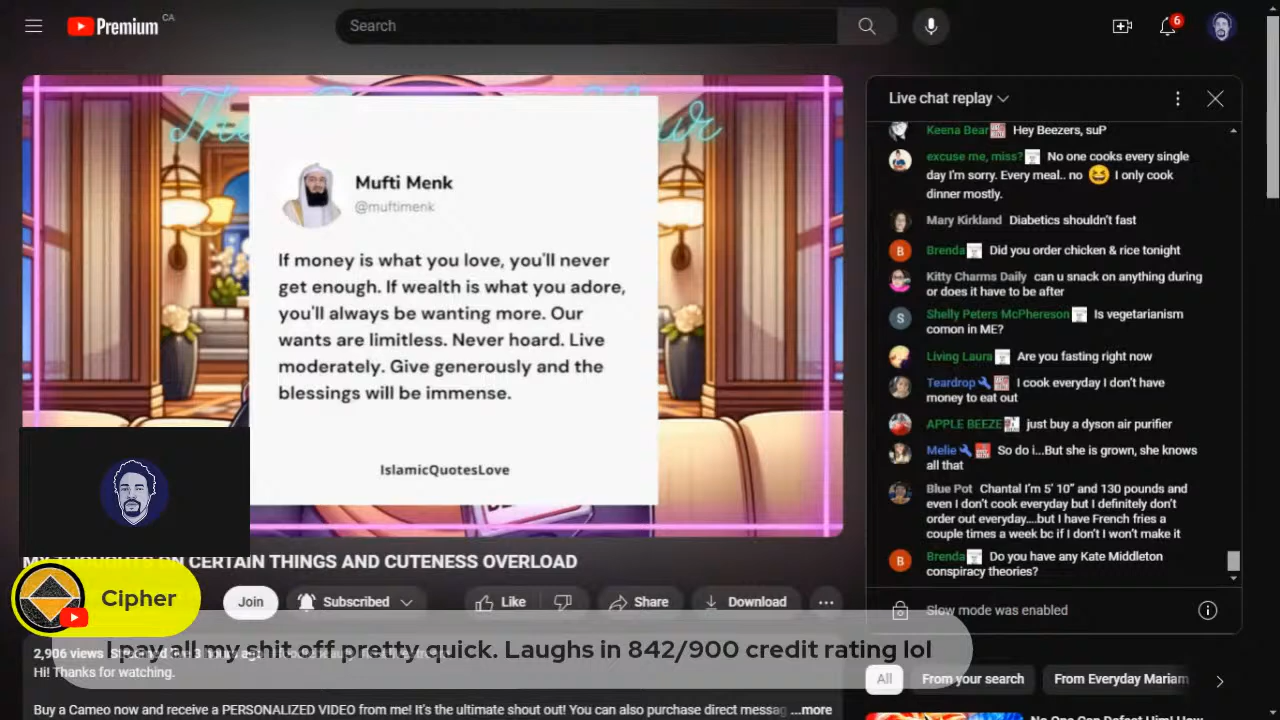 Premium CA
Search
6
The
ur
Mufti Menk
@muftimenk
If money is what you love, you'll never
get enough. If wealth is what you adore,
you'll always be wanting more. Our
wants are limitless. Never hoard. Live
moderately. Give generously and the
blessings will be immense.
IslamicQuotesLove
MY THOUGHTS ON CERTAIN THINGS AND CUTENESS OVERLOAD
Cipher
Join
Subscribed
Like
Share
Download
I pay all my shit off pretty quick. Laughs in 842/900 credit rating lol
2,906 views
Hi! Thanks for watching.
Buy a Cameo now and receive a PERSONALIZED VIDEO from me! It's the ultimate shout out! You can also purchase direct messag ...more
Live chat replay
Keena Bear Hey Beezers, suP
excuse me, miss? No one cooks every single
day I'm sorry. Every meal.. no I only cook
dinner mostly.
Mary Kirkland Diabetics shouldn't fast
B Brenda Did you order chicken & rice tonight
Kitty Charms Daily can u snack on anything during
or does it have to be after
S Shelly Peters McPhereson Is vegetarianism
comon in ME?
Living Laura Are you fasting right now
Teardrop I cook everyday I don't have
money to eat out
APPLE BEEZE just buy a dyson air purifier
Melie So do i...But she is grown, she knows
all that
Blue Pot Chantal I'm 5' 10" and 130 pounds and
even I don't cook everyday but I definitely don't
order out everyday....but I have French fries a
couple times a week bc if I don't I won't make it
B Brenda Do you have any Kate Middleton
conspiracy theories?
Slow mode was enabled
All
From your search
From Everyday Mariam
No One Can Defect Him! How